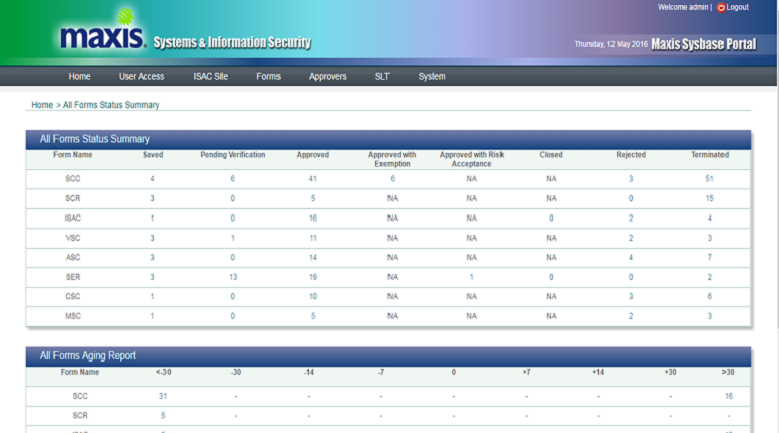 Welcome admin | Logout
maxis. Systems & Information Security
Thursday, 12 May 2016 Maxis Sysbase Portal
Home User Access ISAC Site Forms Approvers SLT System
Home > All Forms Status Summary
All Forms Status Summary
Form Name Saved Pending Verification Approved Approved with Exemption Approved with Risk Acceptance Closed Rejected Terminated
SCC 4 6 41 6 NA NA 3 51
SCR 3 0 5 NA NA NA 0 15
ISAC 1 0 16 NA NA 0 2 4
VSC 3 1 11 NA NA NA 2 3
ASC 3 0 14 NA NA NA 4 7
SER 3 13 19 NA 1 0 0 2
CSC 1 0 10 NA NA NA 3 6
MSC 1 0 5 NA NA NA 2 3
All Forms Aging Report
Form Name <-30 -30 -14 -7 0 +7 +14 +30 >30
SCC 31 - - - - - - - 16
SCR 5 - - - - - - - -